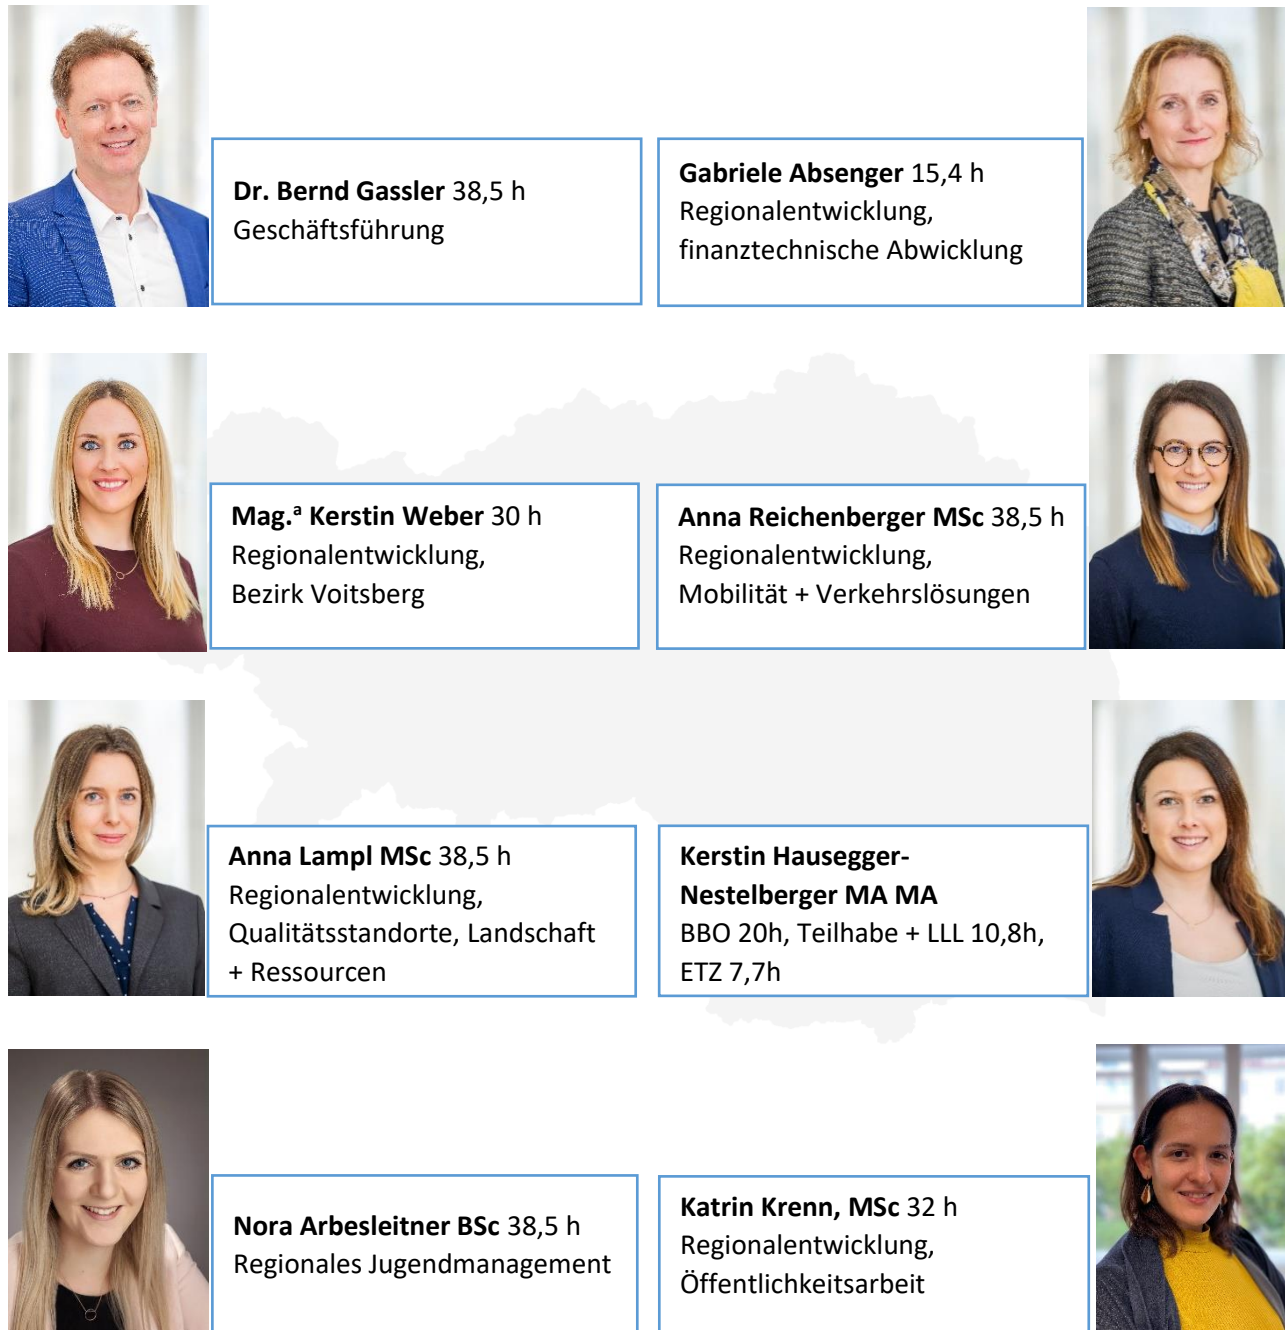 Dr. Bernd Gassler 38,5 h
Geschäftsführung
Gabriele Absenger 15,4 h
Regionalentwicklung,
finanztechnische Abwicklung
Mag.ª Kerstin Weber 30 h
Regionalentwicklung,
Bezirk Voitsberg
Anna Reichenberger MSc 38,5 h
Regionalentwicklung,
Mobilität + Verkehrslösungen
Anna Lampl MSc 38,5 h
Regionalentwicklung,
Qualitätsstandorte, Landschaft
+ Ressourcen
Kerstin Hausegger-
Nestelberger MA MA
BBO 20h, Teilhabe + LLL 10,8h,
ETZ 7,7h
Nora Arbesleitner BSc 38,5 h
Regionales Jugendmanagement
Katrin Krenn, MSc 32 h
Regionalentwicklung,
Öffentlichkeitsarbeit